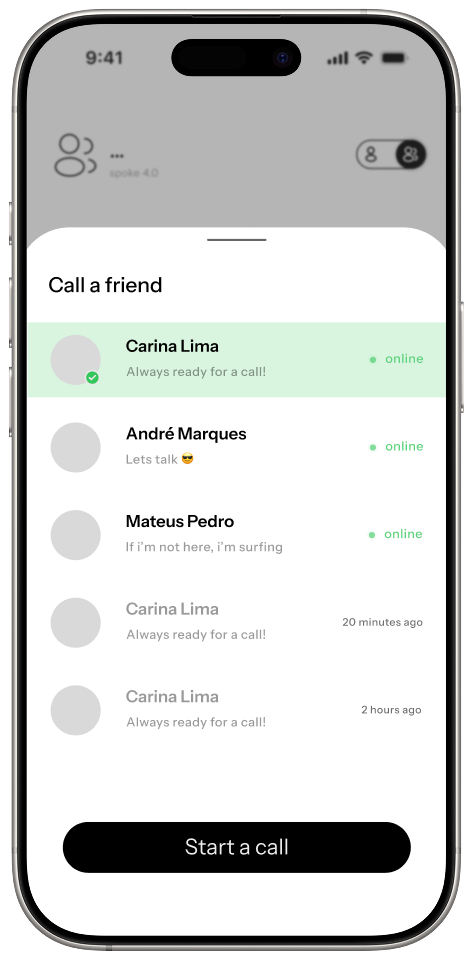 9:41
...
spoke 4.0
Call a friend
Carina Lima
Always ready for a call!
online
André Marques
Lets talk 😎
online
Mateus Pedro
If i'm not here, i'm surfing
online
Carina Lima
Always ready for a call!
20 minutes ago
Carina Lima
Always ready for a call!
2 hours ago
Start a call